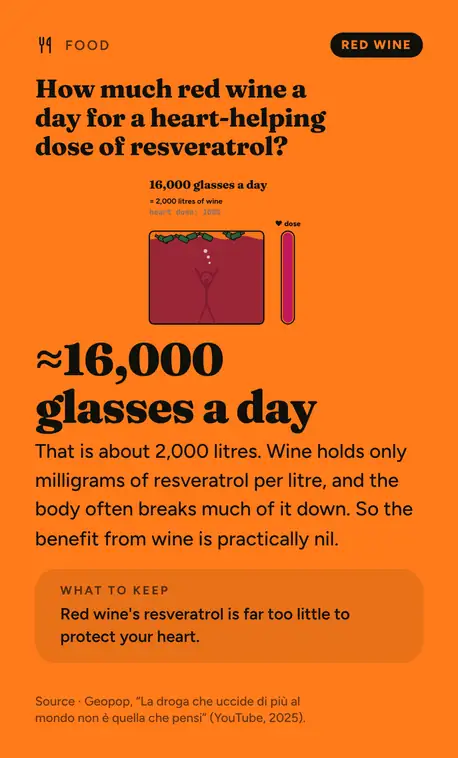 FOOD
RED WINE
How much red wine a
day for a heart-helping
dose of resveratrol?
16,000 glasses a day
≈ 2,000 litres of wine
heart dose: 100%
♥ dose
≈16,000
glasses a day
That is about 2,000 litres. Wine holds only
milligrams of resveratrol per litre, and the
body often breaks much of it down. So the
benefit from wine is practically nil.
WHAT TO KEEP
Red wine's resveratrol is far too little to
protect your heart.
Source · Geopop, "La droga che uccide di più al
mondo non è quella che pensi" (YouTube, 2025).